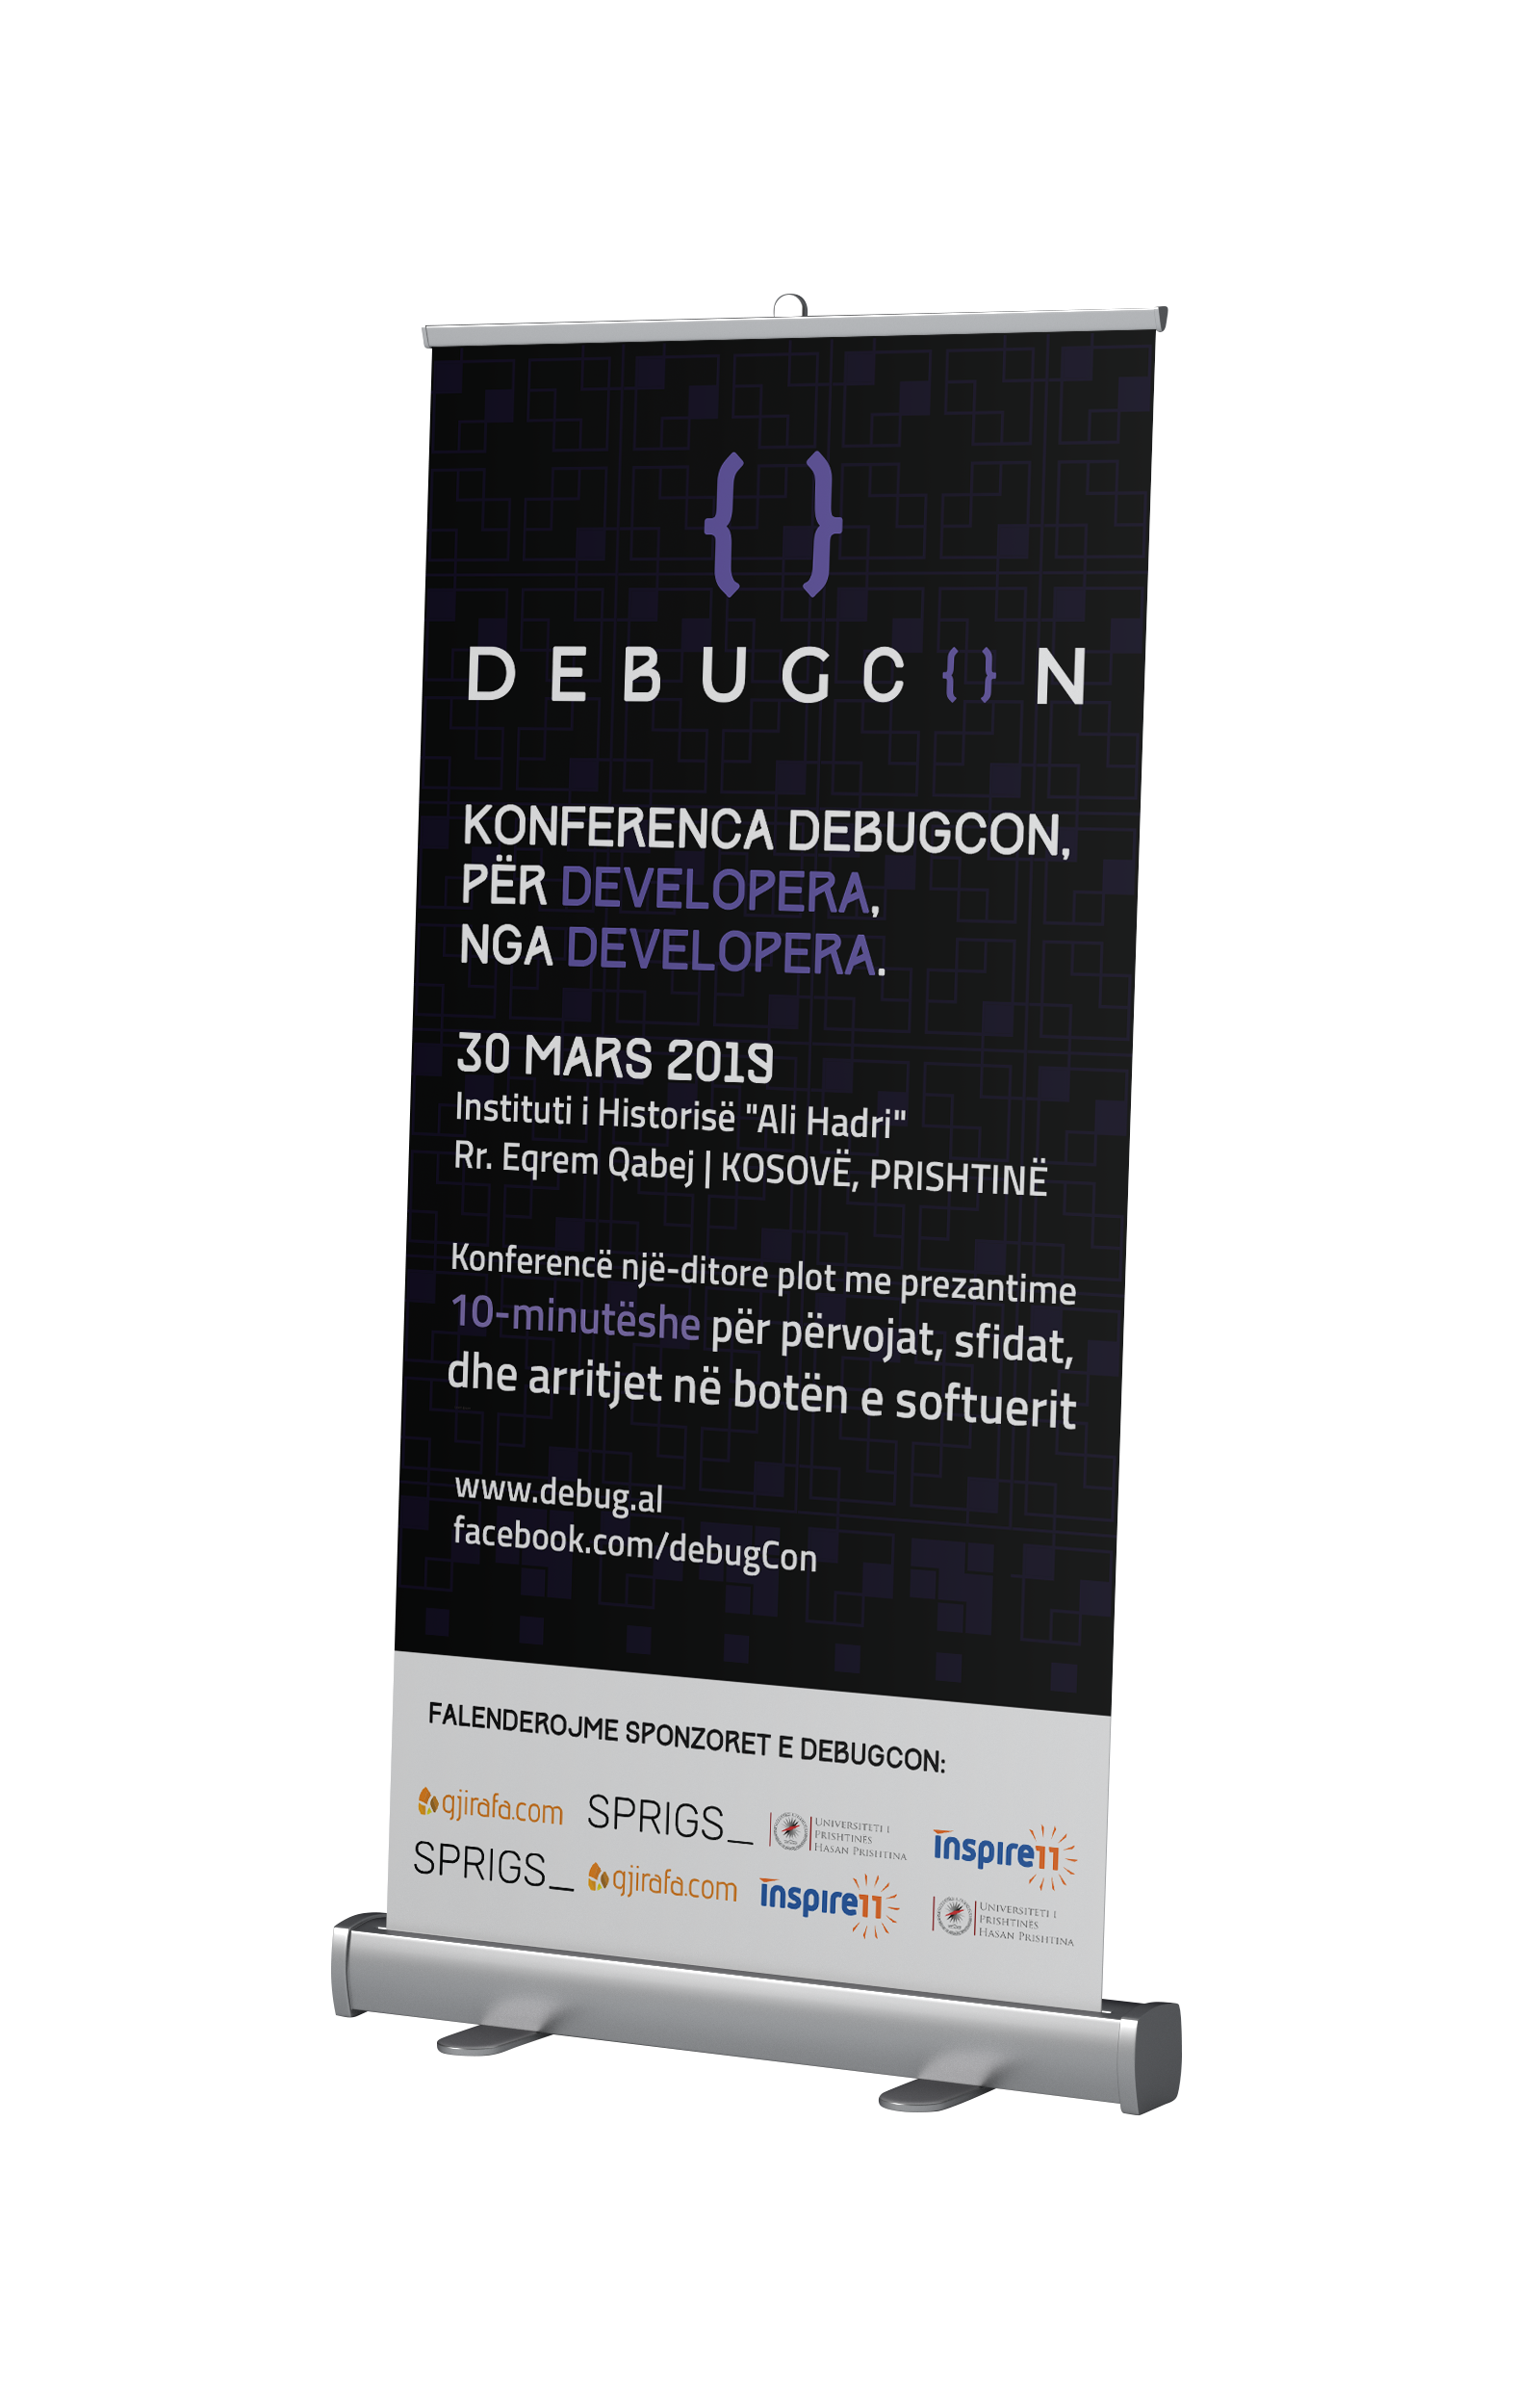 { }
DEBUGC{}N
KONFERENCA DEBUGCON,
PËR DEVELOPERA,
NGA DEVELOPERA.
30 MARS 2019
Instituti i Historisë "Ali Hadri"
Rr. Eqrem Qabej | KOSOVË, PRISHTINË
Konferencë një-ditore plot me prezantime
10-minutëshe për përvojat, sfidat,
dhe arritjet në botën e softuerit
www.debug.al
facebook.com/debugCon
FALENDEROJME SPONZORET E DEBUGCON:
gjirafa.com
SPRIGS_
UNIVERSITETI I
PRISHTINËS
HASAN PRISHTINA
inspire11
SPRIGS_
gjirafa.com
inspire11
UNIVERSITETI I
PRISHTINËS
HASAN PRISHTINA